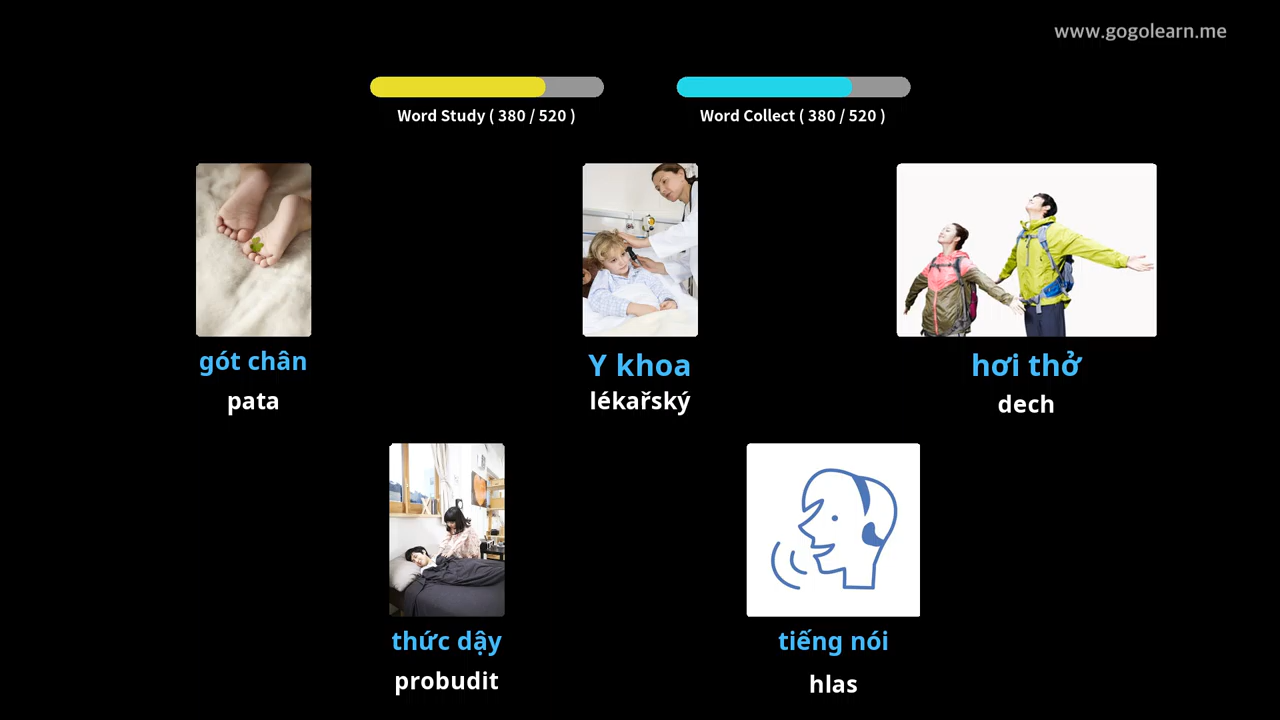 www.gogolearn.me
Word Study ( 380 / 520 )
Word Collect ( 380 / 520 )
gót chân
pata
Y khoa
lékařský
hơi thở
dech
thức dậy
probudit
tiếng nói
hlas